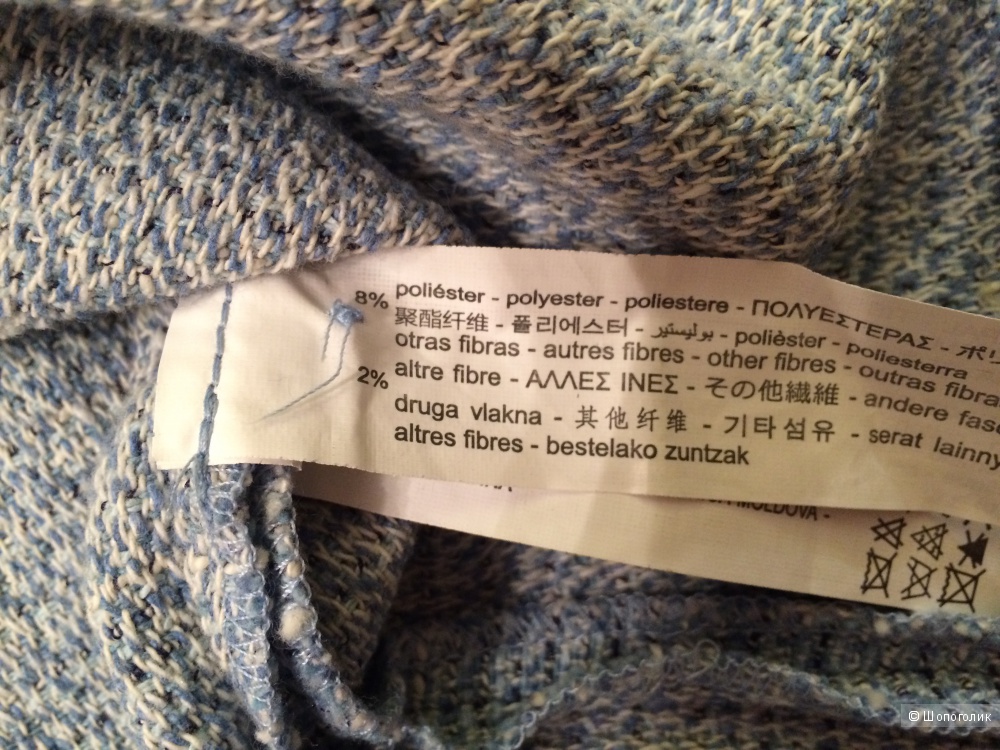 8% poliéster - polyester - poliestere - ΠΟΛΥΕΣΤΕΡΑΣ - ポリ
聚酯纤维 - 폴리에스터 - بوليستير - polièster - poliesterra
otras fibras - autres fibres - other fibres - outras fibra
2% altre fibre - ΑΛΛΕΣ ΙΝΕΣ - その他繊維 - andere fase
druga vlakna - 其他纤维 - 기타섬유 - serat lainny
altres fibres - bestelako zuntzak
MOLDOVA -
© Шопоголик